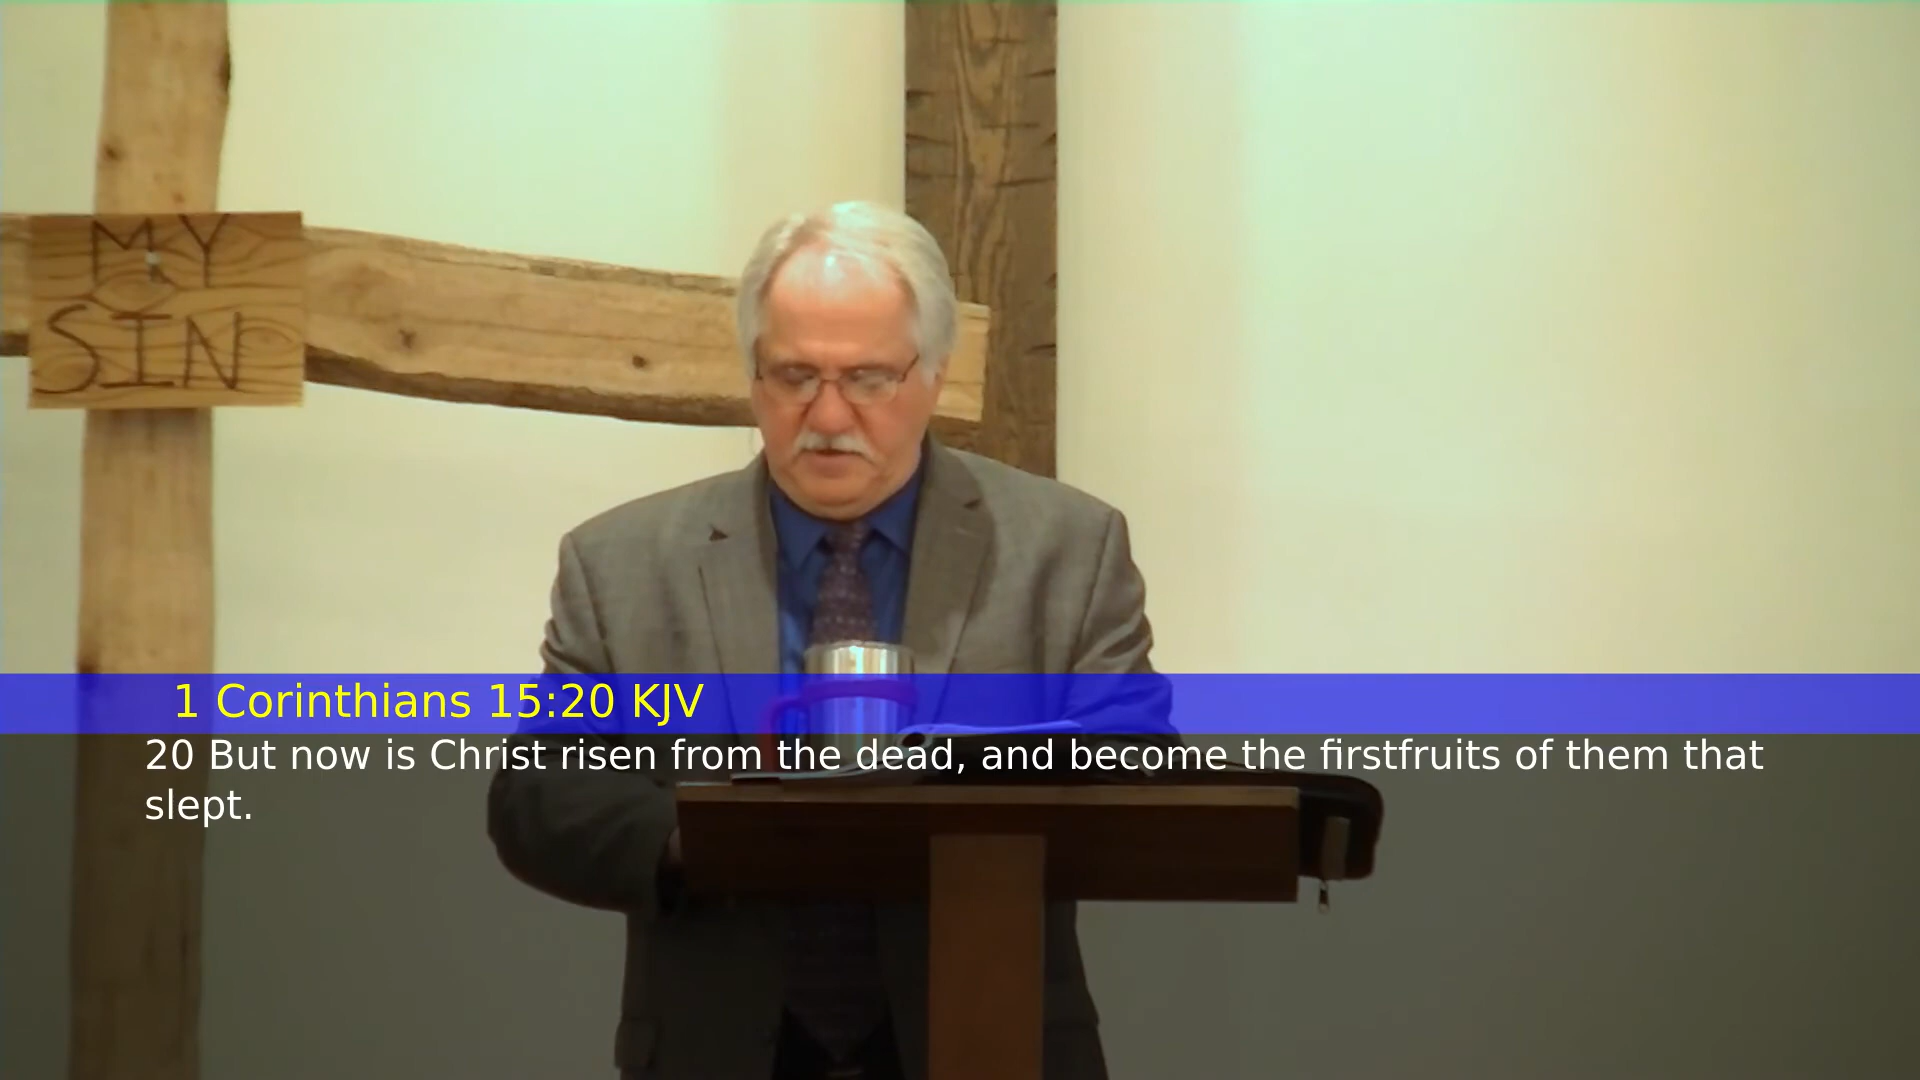 MY
SIN
1 Corinthians 15:20 KJV
20 But now is Christ risen from the dead, and become the firstfruits of them that
slept.